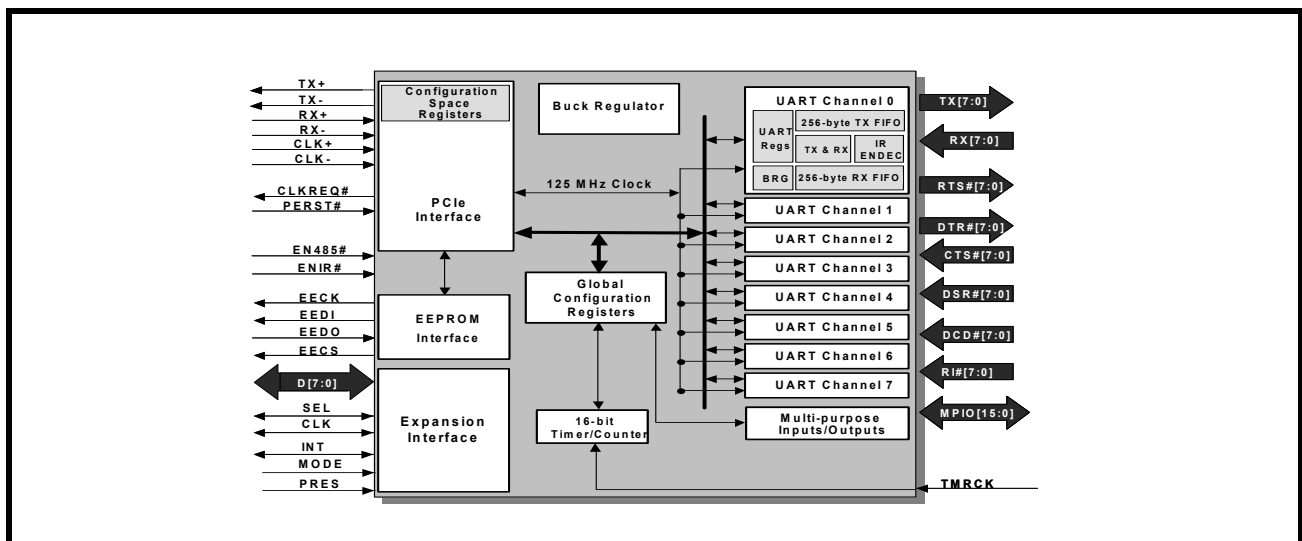 TX+
TX-
RX+
RX-
CLK+
CLK-
CLKREQ#
PERST#
EN485#
ENIR#
EECK
EEDI
EEDO
EECS
D[7:0]
SEL
CLK
INT
MODE
PRES
Configuration
Space
Registers
PCIe
Interface
EEPROM
Interface
Expansion
Interface
Buck Regulator
125 MHz Clock
Global
Configuration
Registers
16-bit
Timer/Counter
UART Channel 0
UART
Regs
256-byte TX FIFO
TX & RX
IR
ENDEC
BRG
256-byte RX FIFO
UART Channel 1
UART Channel 2
UART Channel 3
UART Channel 4
UART Channel 5
UART Channel 6
UART Channel 7
Multi-purpose
Inputs/Outputs
TX[7:0]
RX[7:0]
RTS#[7:0]
DTR#[7:0]
CTS#[7:0]
DSR#[7:0]
DCD#[7:0]
RI#[7:0]
MPIO[15:0]
TMRCK